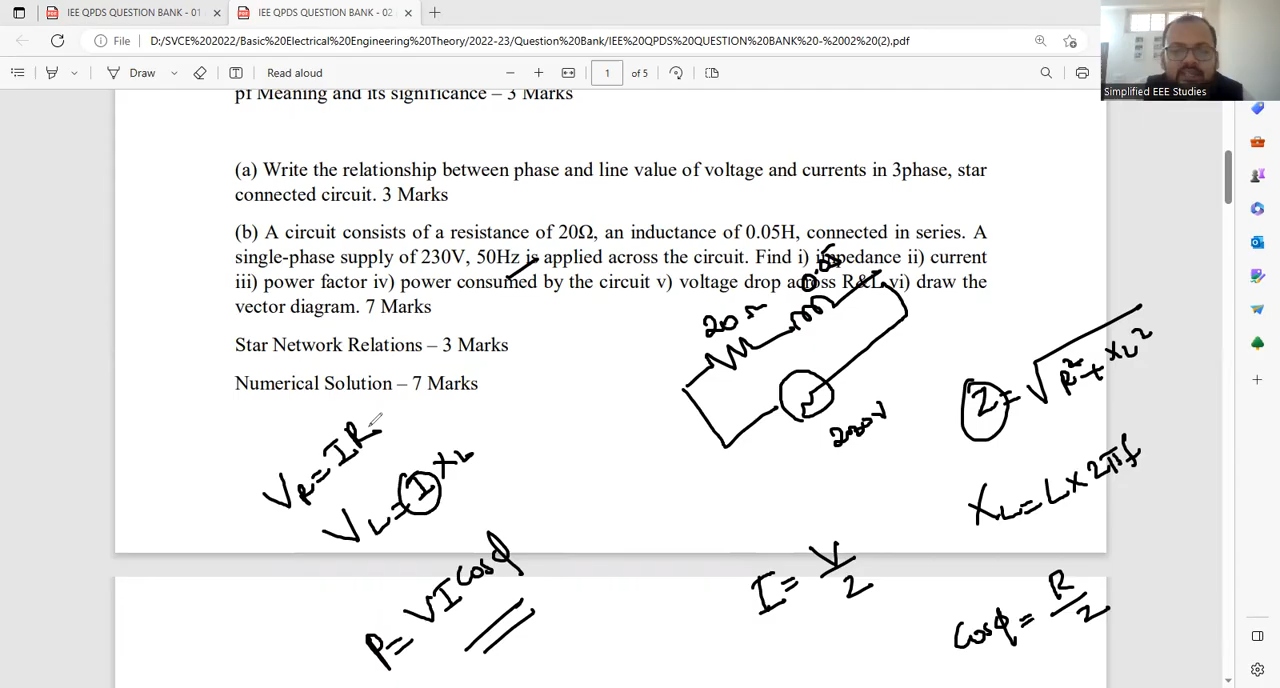 IEE QPDS QUESTION BANK - 01
IEE QPDS QUESTION BANK - 02
File
D:/SVCE%202022/Basic%20Electrical%20Engineering%20Theory/2022-23/Question%20Bank/IEE%20QPDS%20QUESTION%20BANK%20-%2002%20(2).pdf
Draw
Read aloud
1
of 5
Simplified EEE Studies
pf Meaning and its significance – 3 Marks
(a) Write the relationship between phase and line value of voltage and currents in 3phase, star
connected circuit. 3 Marks
(b) A circuit consists of a resistance of 20Ω, an inductance of 0.05H, connected in series. A
single-phase supply of 230V, 50Hz is applied across the circuit. Find i) impedance ii) current
iii) power factor iv) power consumed by the circuit v) voltage drop across R&L vi) draw the
vector diagram. 7 Marks
Star Network Relations – 3 Marks
Numerical Solution – 7 Marks
20Ω
0.05
230V
Z = √R²+XL²
XL = L×2πf
VR = IR
VL = IXL
P = VI cosφ
I = V/Z
cosφ = R/Z